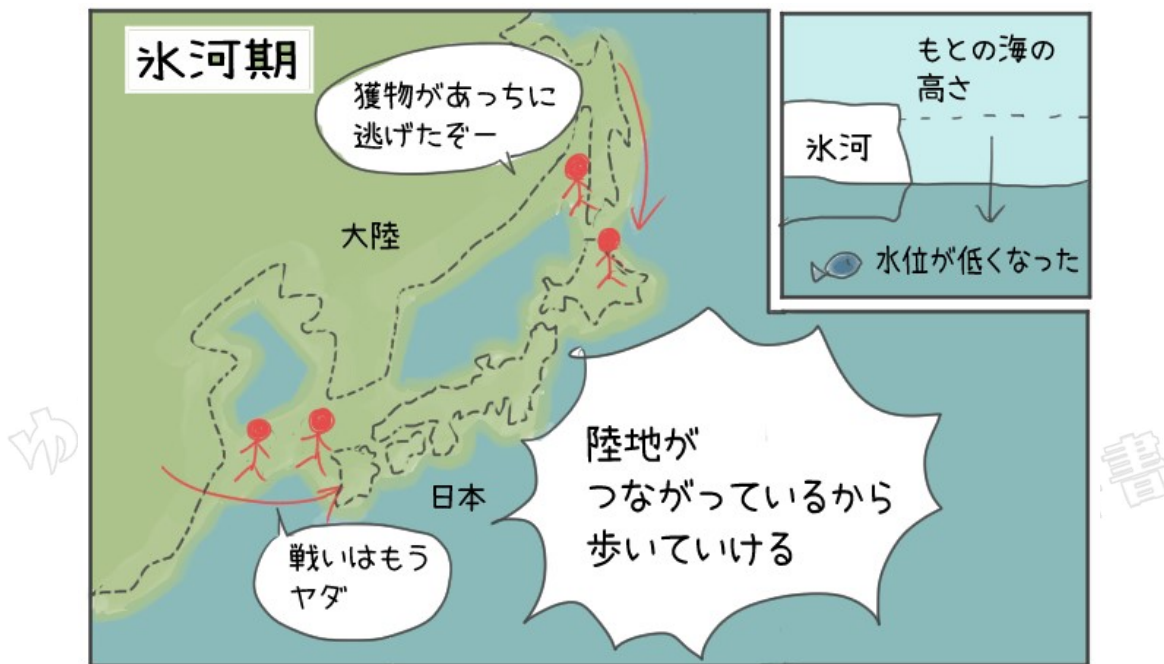 氷河期
獲物があっちに
逃げたぞー
大陸
日本
戦いはもう
ヤダ
陸地が
つながっているから
歩いていける
もとの海の
高さ
氷河
水位が低くなった
ゆ
書